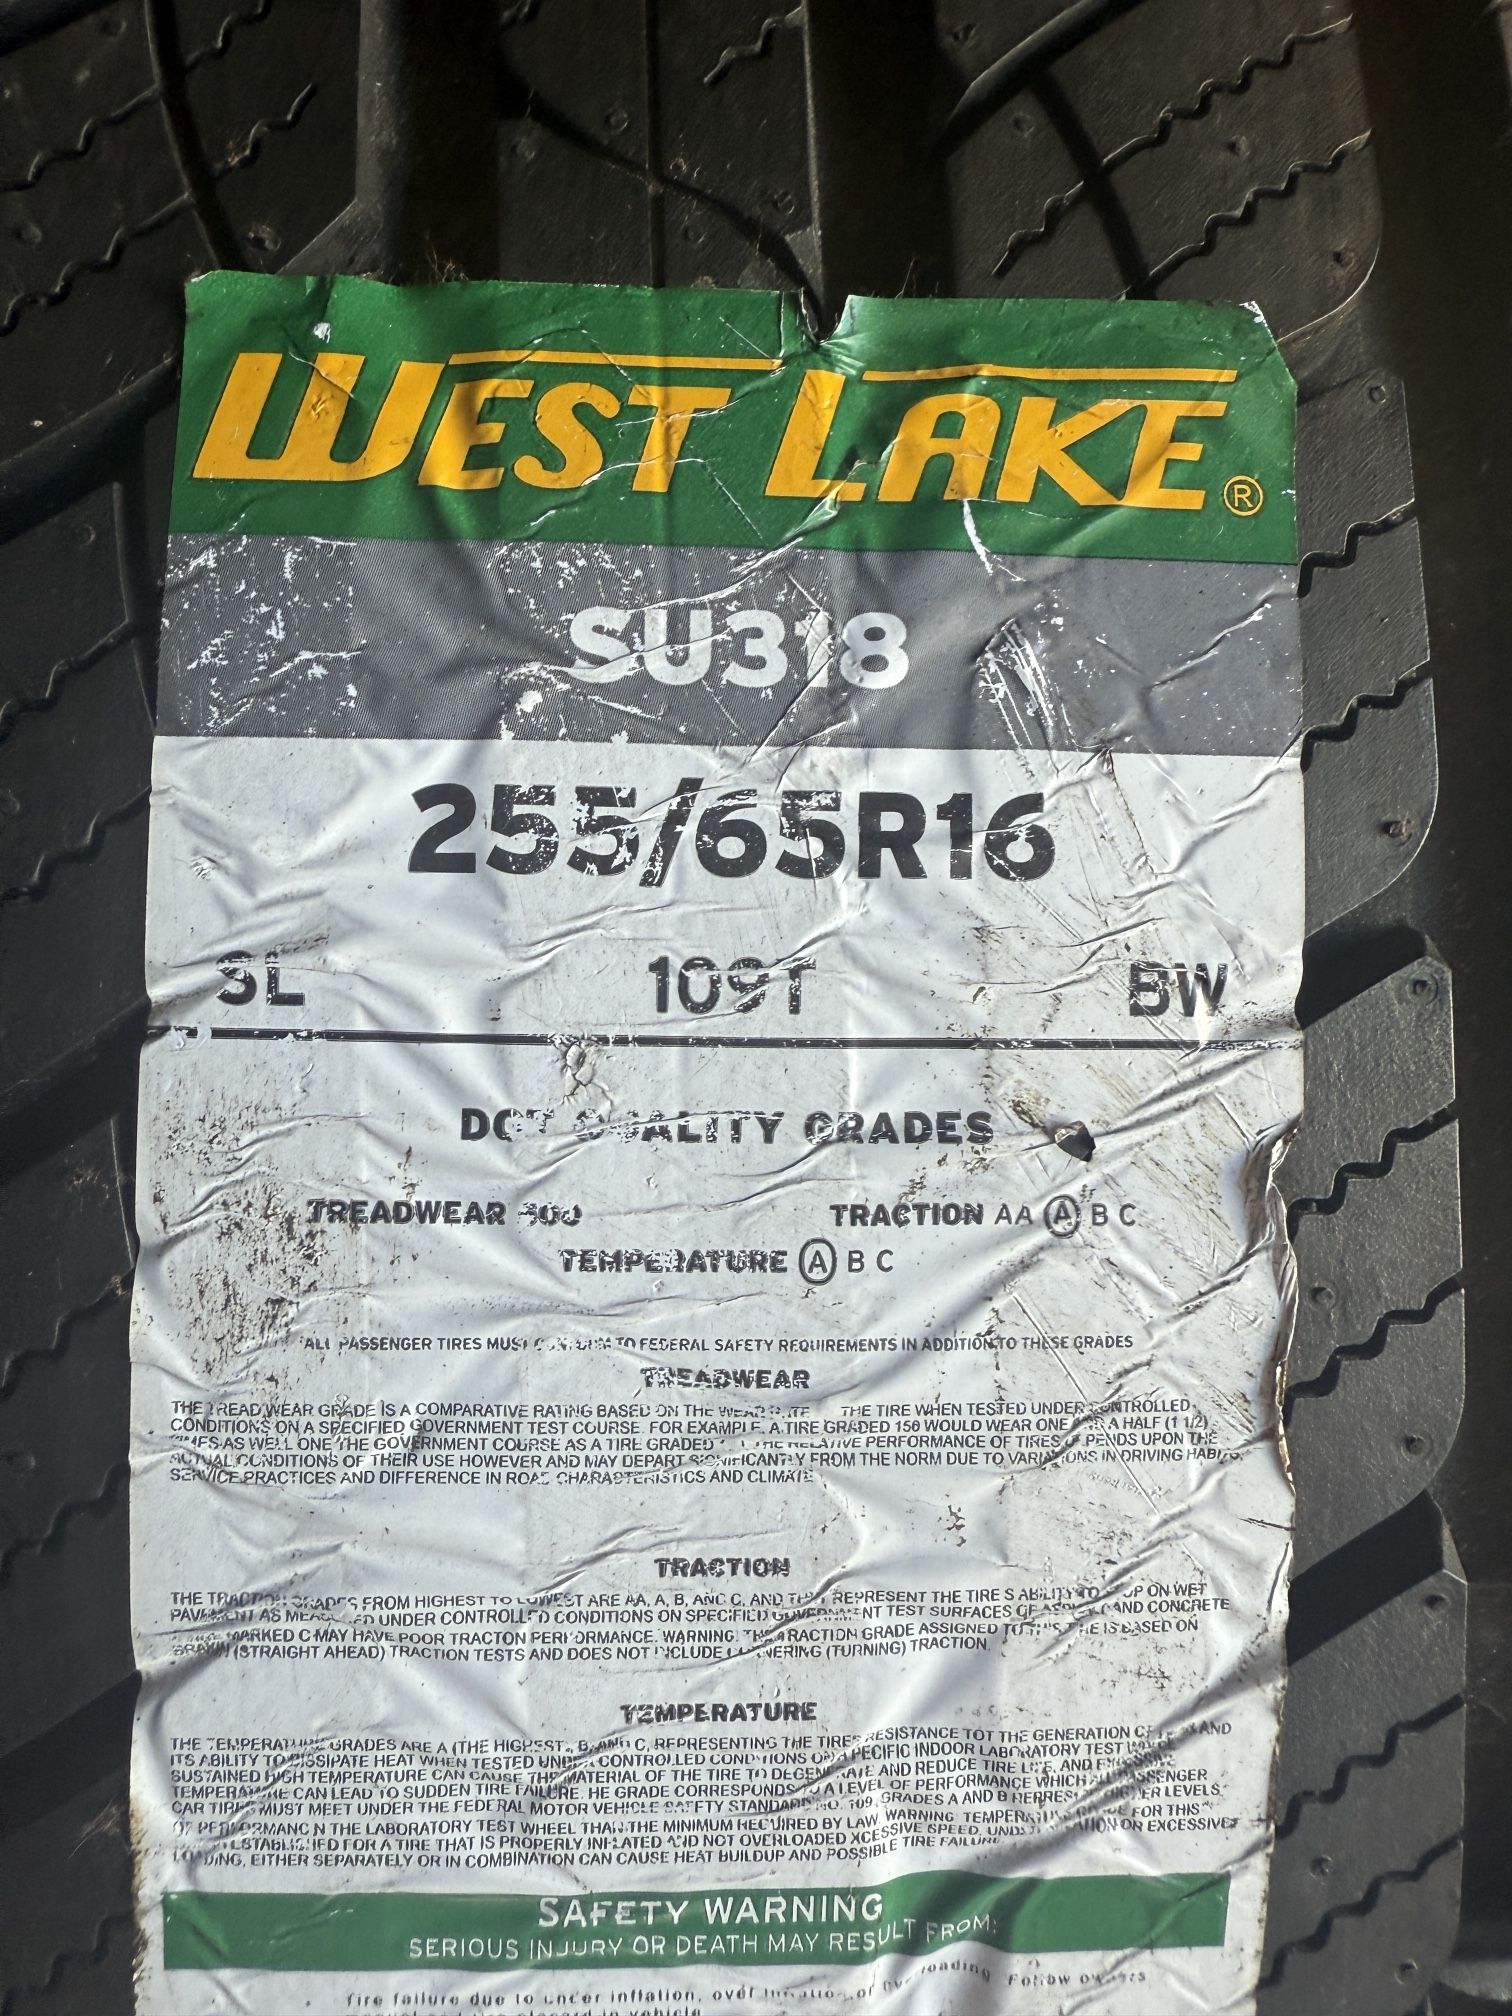 WEST LAKE®
SU318
255/65R16
SL 109T BW
DOT QUALITY GRADES
TREADWEAR TRACTION AA A B C
TEMPERATURE A B C
ALL PASSENGER TIRES MUST CONFORM TO FEDERAL SAFETY REQUIREMENTS IN ADDITION TO THESE GRADES
TREADWEAR
THE TREAD WEAR GRADE IS A COMPARATIVE RATING BASED ON THE WEAR RATE THE TIRE WHEN TESTED UNDER CONTROLLED
CONDITIONS ON A SPECIFIED GOVERNMENT TEST COURSE. FOR EXAMPLE, A TIRE GRADED 150 WOULD WEAR ONE A HALF (1 1/2)
TIMES AS WELL ONE THE GOVERNMENT COURSE AS A TIRE GRADED THE RELATIVE PERFORMANCE OF TIRES DEPENDS UPON THE
ACTUAL CONDITIONS OF THEIR USE HOWEVER AND MAY DEPART SIGNIFICANTLY FROM THE NORM DUE TO VARIATIONS IN DRIVING HABITS,
SERVICE PRACTICES AND DIFFERENCE IN ROAD CHARACTERISTICS AND CLIMATE
TRACTION
THE TRACTION GRADES FROM HIGHEST TO LOWEST ARE AA, A, B, AND C, AND THEY REPRESENT THE TIRE S ABILITY TO STOP ON WET
PAVEMENT AS MEASURED UNDER CONTROLLED CONDITIONS ON SPECIFIED GOVERNMENT TEST SURFACES OF AND CONCRETE
MARKED C MAY HAVE POOR TRACTON PERFORMANCE. WARNING: THE TRACTION GRADE ASSIGNED TO THIS IS BASED ON
(STRAIGHT AHEAD) TRACTION TESTS AND DOES NOT INCLUDE CORNERING (TURNING) TRACTION.
TEMPERATURE
THE TEMPERATURE GRADES ARE A (THE HIGHEST), B, AND C, REPRESENTING THE TIRES RESISTANCE TOT THE GENERATION OF AND
ITS ABILITY TO DISSIPATE HEAT WHEN TESTED UNDER CONTROLLED CONDITIONS ON A SPECIFIC INDOOR LABORATORY TEST
SUSTAINED HIGH TEMPERATURE CAN CAUSE THE MATERIAL OF THE TIRE TO DEGENERATE AND REDUCE TIRE LIFE, AND
TEMPERATURE CAN LEAD TO SUDDEN TIRE FAILURE. HE GRADE CORRESPONDS TO A LEVEL OF PERFORMANCE WHICH ALL PASSENGER
CAR TIRES MUST MEET UNDER THE FEDERAL MOTOR VEHICLE SAFETY STANDARD NO. 109. GRADES A AND B REPRESENT HIGHER LEVELS
OF PERFORMANC N THE LABORATORY TEST WHEEL THAN THE MINIMUM REQUIRED BY LAW. WARNING: TEMPERATURE FOR THIS
ESTABLISHED FOR A TIRE THAT IS PROPERLY INFLATED AND NOT OVERLOADED XCESSIVE SPEED, OR EXCESSIVE
LOADING, EITHER SEPARATELY OR IN COMBINATION CAN CAUSE HEAT BUILDUP AND POSSIBLE TIRE FAILURE
SAFETY WARNING
SERIOUS INJURY OR DEATH MAY RESULT FROM:
fire failure due to under inflation, of Follow
in vehicle